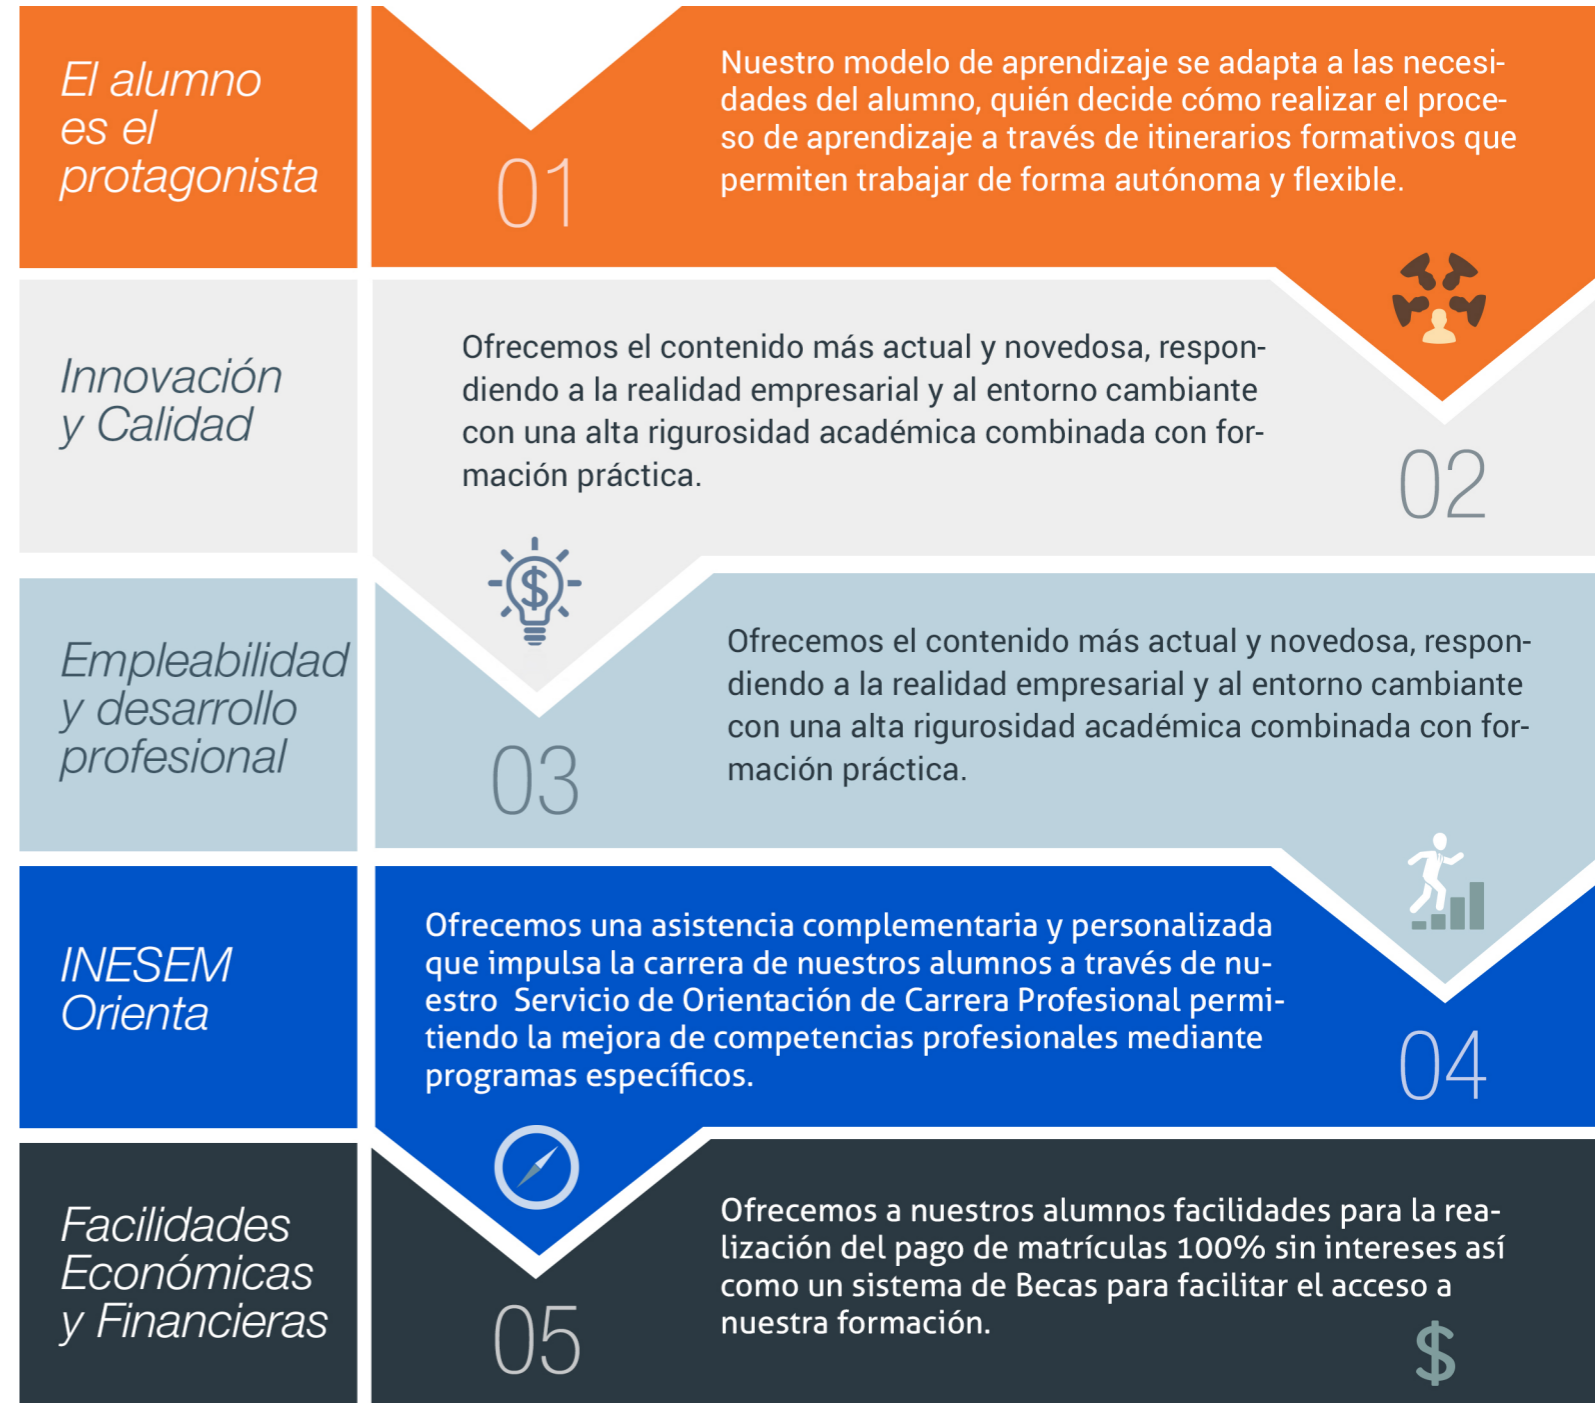 El alumno
es el
protagonista
01
Nuestro modelo de aprendizaje se adapta a las necesi-
dades del alumno, quién decide cómo realizar el proce-
so de aprendizaje a través de itinerarios formativos que
permiten trabajar de forma autónoma y flexible.
Innovación
y Calidad
Ofrecemos el contenido más actual y novedosa, respon-
diendo a la realidad empresarial y al entorno cambiante
con una alta rigurosidad académica combinada con for-
mación práctica.
02
Empleabilidad
y desarrollo
profesional
03
Ofrecemos el contenido más actual y novedosa, respon-
diendo a la realidad empresarial y al entorno cambiante
con una alta rigurosidad académica combinada con for-
mación práctica.
INESEM
Orienta
Ofrecemos una asistencia complementaria y personalizada
que impulsa la carrera de nuestros alumnos a través de nu-
estro  Servicio de Orientación de Carrera Profesional permi-
tiendo la mejora de competencias profesionales mediante
programas específicos.
04
Facilidades
Económicas
y Financieras
05
Ofrecemos a nuestros alumnos facilidades para la rea-
lización del pago de matrículas 100% sin intereses así
como un sistema de Becas para facilitar el acceso a
nuestra formación.
$